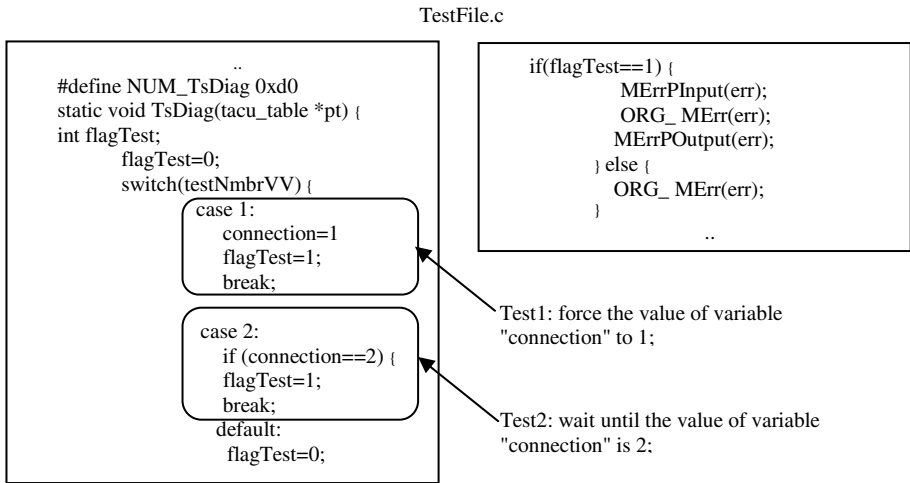 TestFile.c
..
#define NUM_TsDiag 0xd0
static void TsDiag(tacu_table *pt) {
int flagTest;
flagTest=0;
switch(testNmbrVV) {
case 1:
connection=1
flagTest=1;
break;
case 2:
if (connection==2) {
flagTest=1;
break;
default:
flagTest=0;
if(flagTest==1) {
MErrPInput(err);
ORG_ MErr(err);
MErrPOutput(err);
} else {
ORG_ MErr(err);
}
..
Test1: force the value of variable
"connection" to 1;
Test2: wait until the value of variable
"connection" is 2;